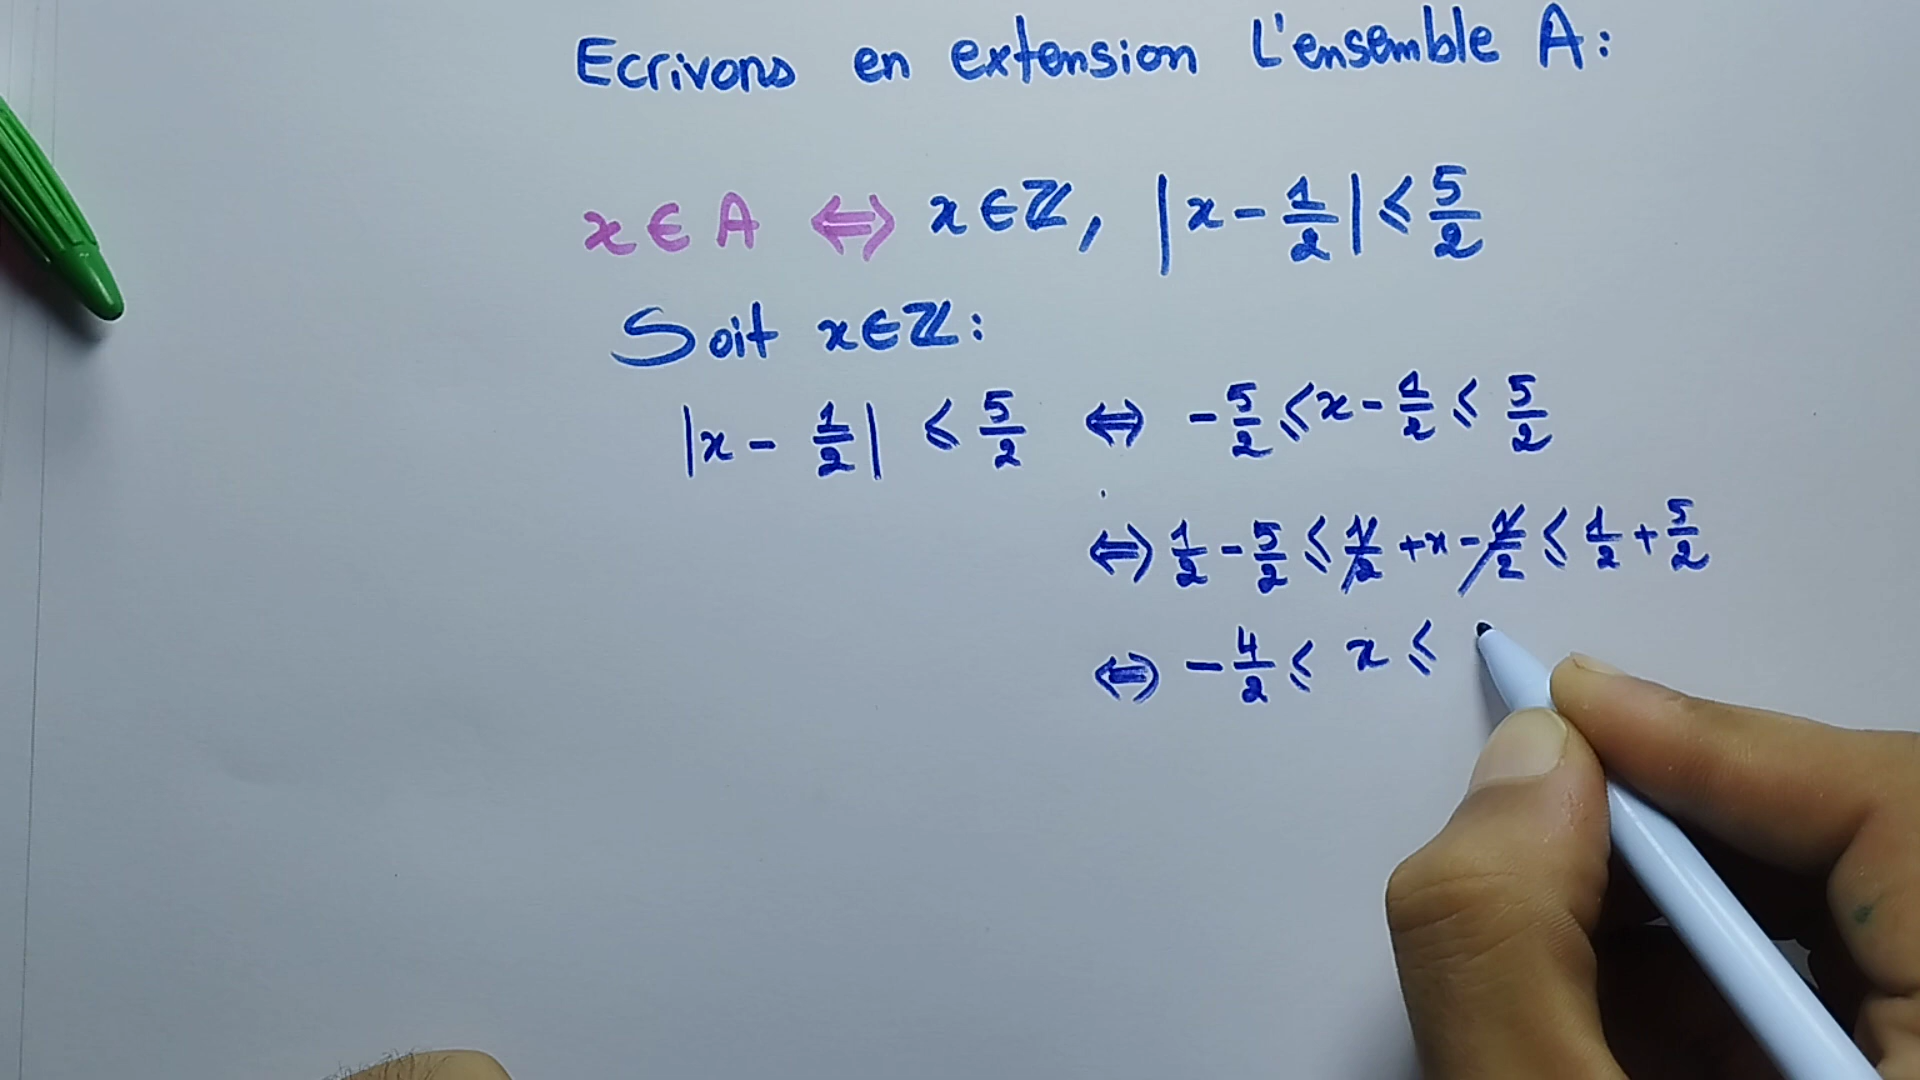 Ecrivons en extension l'ensemble A:
x ∈ A ⇔ x ∈ ℤ, |x - 1/2| ≤ 5/2
Soit x ∈ ℤ:
|x - 1/2| ≤ 5/2 ⇔ -5/2 ≤ x - 1/2 ≤ 5/2
⇔ 1/2 - 5/2 ≤ 1/2 + x - 1/2 ≤ 1/2 + 5/2
⇔ -4/2 ≤ x ≤